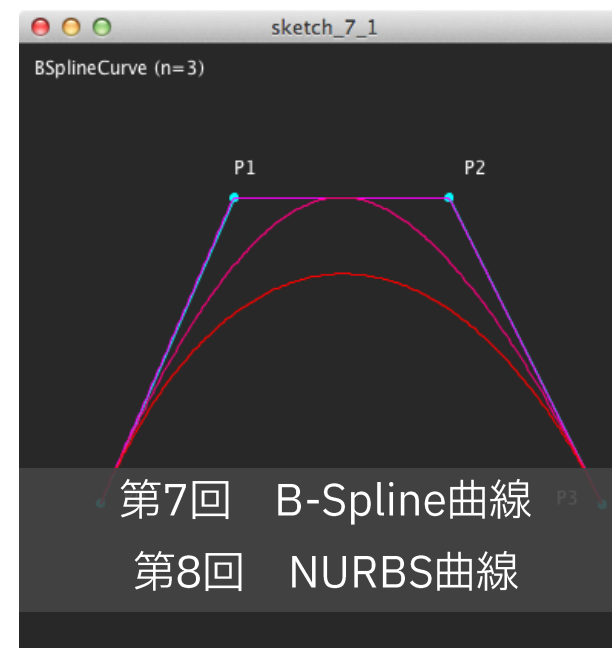 sketch_7_1
BSplineCurve (n=3)
P1 P2
第7回　B-Spline曲線
P3
第8回　NURBS曲線